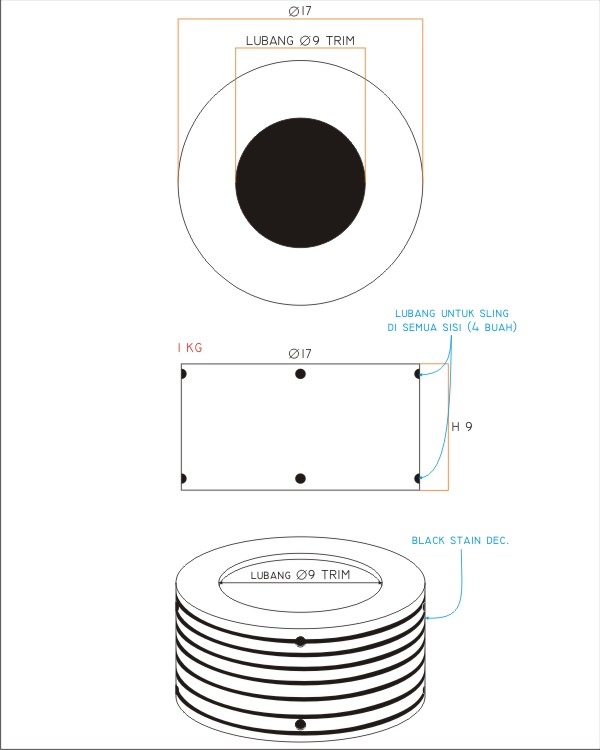 Ø17
LUBANG Ø9 TRIM
LUBANG UNTUK SLING
DI SEMUA SISI (4 BUAH)
1 KG
Ø17
H 9
BLACK STAIN DEC.
LUBANG Ø9 TRIM